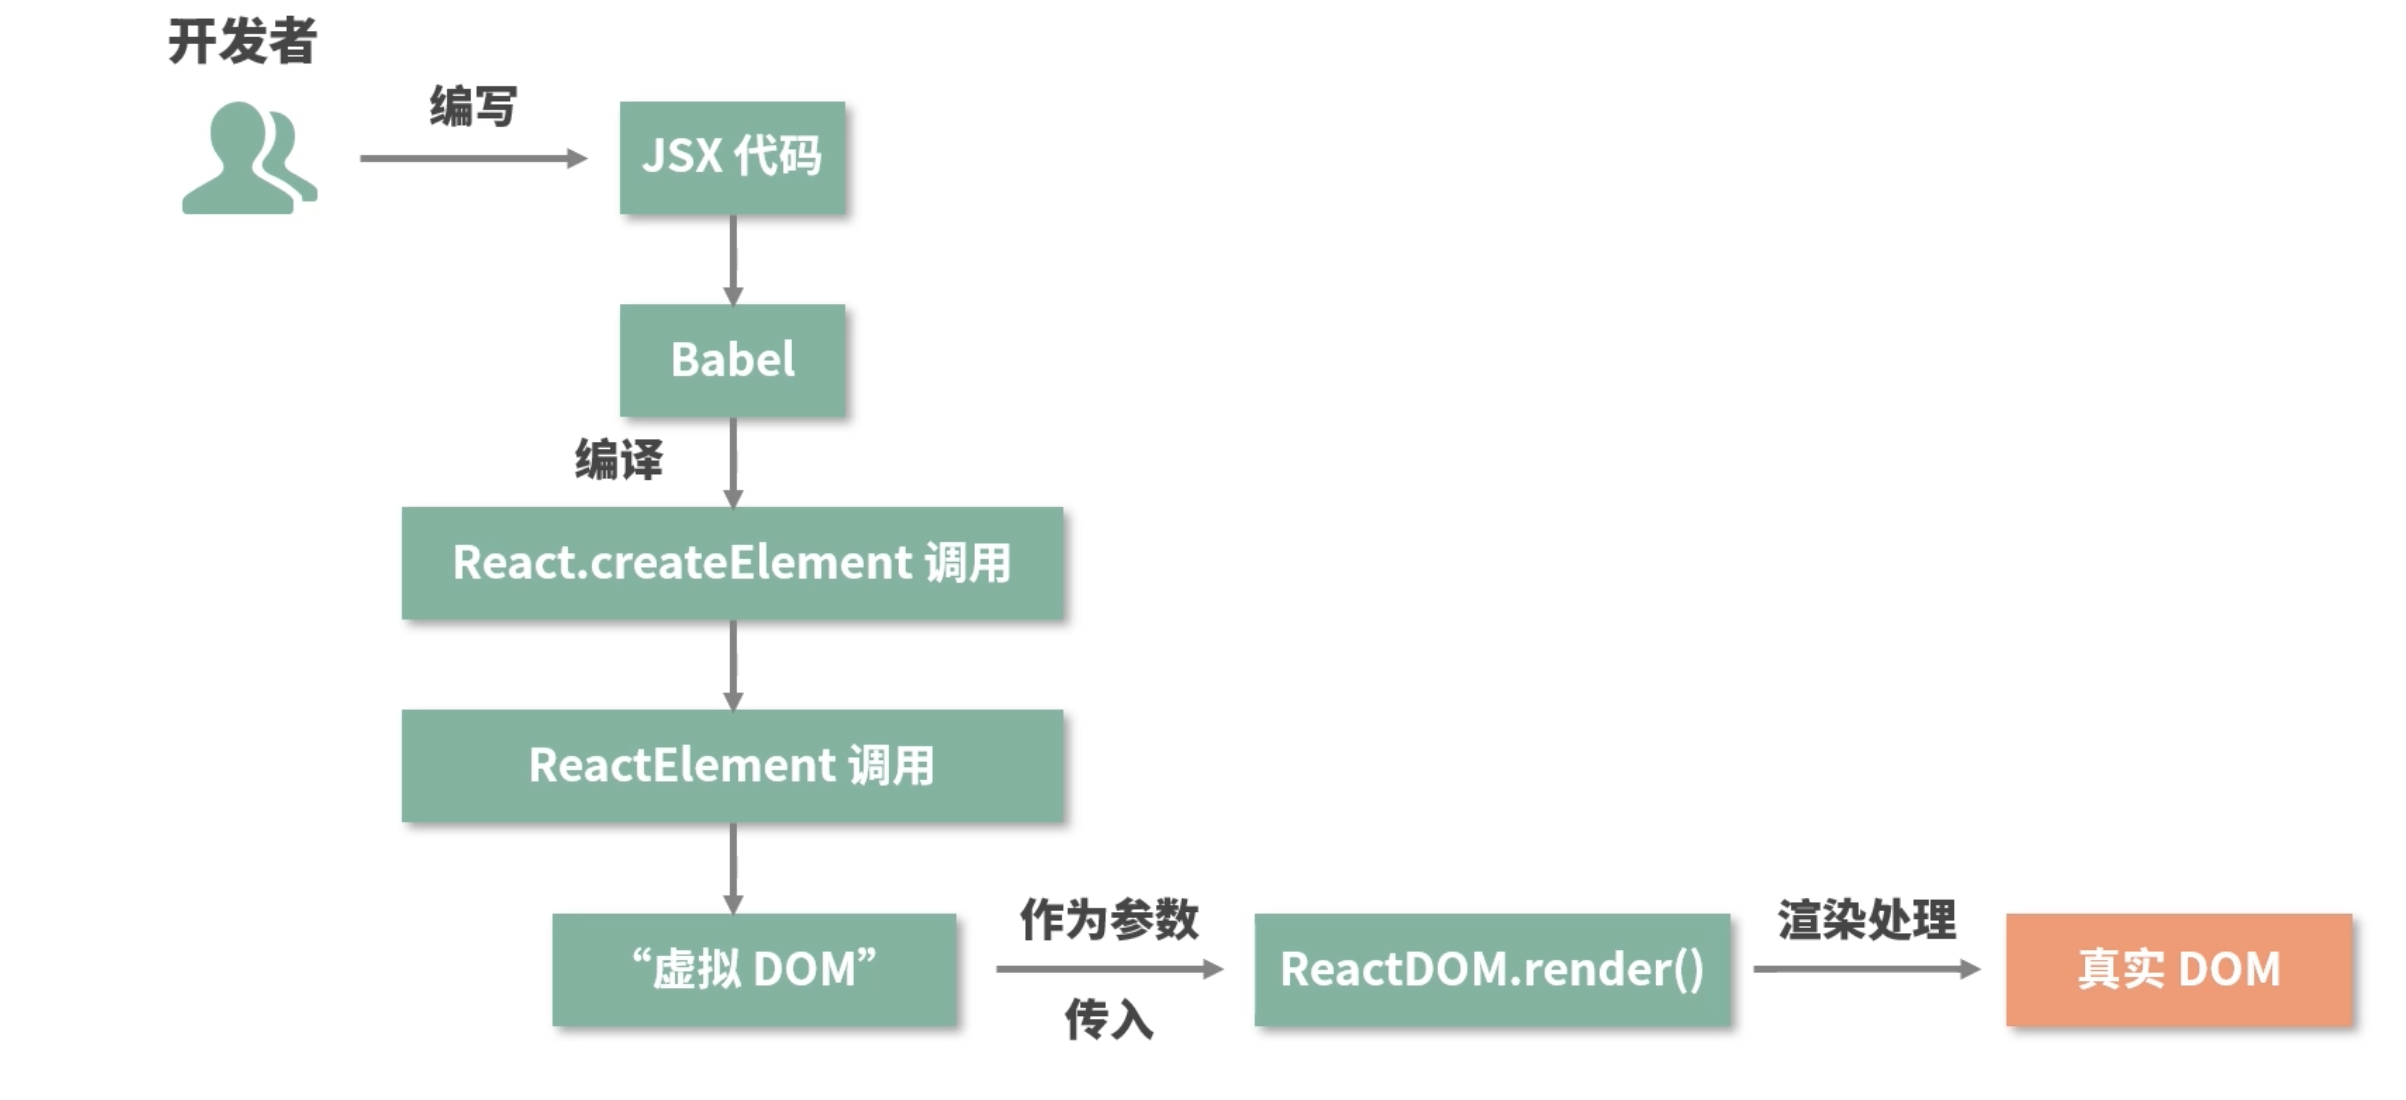 开发者
编写
JSX 代码
Babel
编译
React.createElement 调用
ReactElement 调用
“虚拟 DOM”
作为参数
传入
ReactDOM.render()
渲染处理
真实 DOM